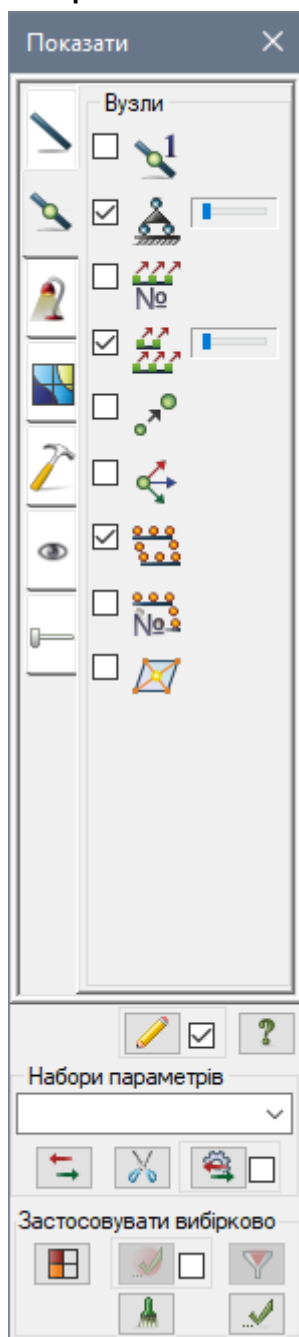 Показати
Вузли
1
№
№
Набори параметрів
Застосовувати вибірково